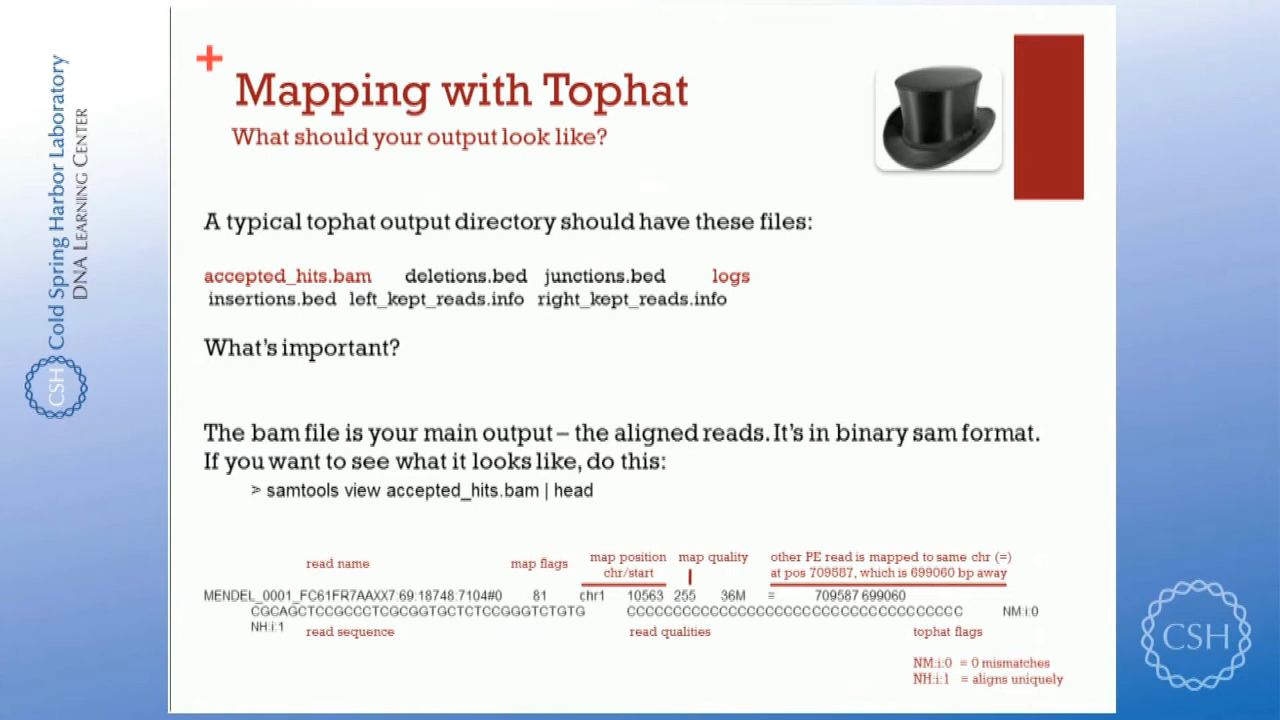 Cold Spring Harbor Laboratory
DNA LEARNING CENTER
CSH
+
Mapping with Tophat
What should your output look like?
A typical tophat output directory should have these files:
accepted_hits.bam deletions.bed junctions.bed logs
insertions.bed left_kept_reads.info right_kept_reads.info
What's important?
The bam file is your main output – the aligned reads. It's in binary sam format.
If you want to see what it looks like, do this:
> samtools view accepted_hits.bam | head
read name map flags map position map quality other PE read is mapped to same chr (=)
chr/start at pos 709587, which is 699060 bp away
MENDEL_0001_FC61FR7AAXX7:69:18748:7104#0 81 chr1 10563 255 36M = 709587 699060
CGCAGCTCCGCCCTCGCGGTGCTCTCCGGGTCTGTG CCCCCCCCCCCCCCCCCCCCCCCCCCCCCCCCCCCC NM:i:0
NH:i:1 read sequence read qualities tophat flags
NM:i:0 = 0 mismatches
NH:i:1 = aligns uniquely
CSH